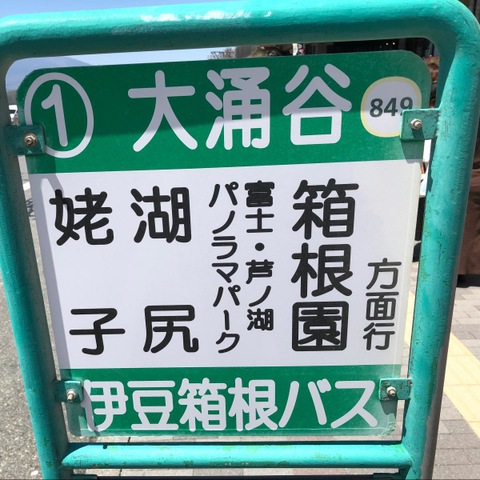 ① 大涌谷 849
方面行
箱根園
富士・芦ノ湖
パノラマパーク
湖尻
姥子
伊豆箱根バス